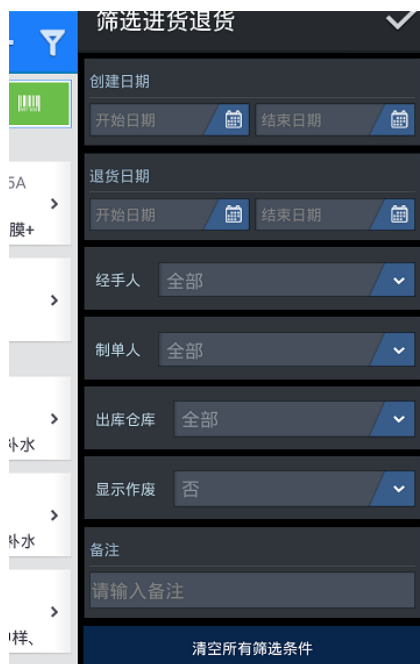 筛选进货退货
创建日期
开始日期 结束日期
退货日期
开始日期 结束日期
经手人 全部
制单人 全部
出库仓库 全部
显示作废 否
备注
请输入备注
清空所有筛选条件
5A
膜+
补水
补水
样、